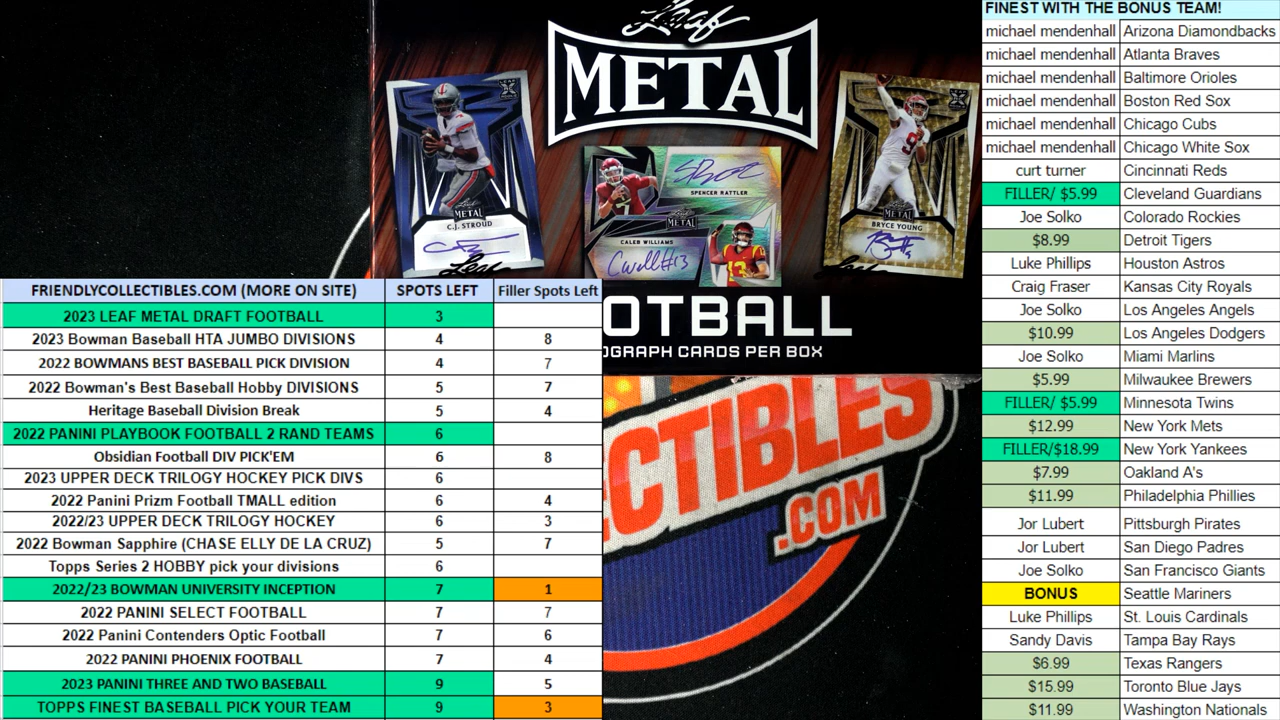 Leaf
METAL
C.J. STROUD
Leaf
METAL
SPENCER RATTLER
CALEB WILLIAMS
Leaf
METAL
BRYCE YOUNG
Leaf
METAL
OTBALL
OGRAPH CARDS PER BOX
ECTIBLES
.COM
FRIENDLYCOLLECTIBLES.COM (MORE ON SITE) SPOTS LEFT Filler Spots Left
2023 LEAF METAL DRAFT FOOTBALL 3
2023 Bowman Baseball HTA JUMBO DIVISIONS 4 8
2022 BOWMANS BEST BASEBALL PICK DIVISION 4 7
2022 Bowman's Best Baseball Hobby DIVISIONS 5 7
Heritage Baseball Division Break 5 4
2022 PANINI PLAYBOOK FOOTBALL 2 RAND TEAMS 6
Obsidian Football DIV PICK'EM 6 8
2023 UPPER DECK TRILOGY HOCKEY PICK DIVS 6
2022 Panini Prizm Football TMALL edition 6 4
2022/23 UPPER DECK TRILOGY HOCKEY 6 3
2022 Bowman Sapphire (CHASE ELLY DE LA CRUZ) 5 7
Topps Series 2 HOBBY pick your divisions 6
2022/23 BOWMAN UNIVERSITY INCEPTION 7 1
2022 PANINI SELECT FOOTBALL 7 7
2022 Panini Contenders Optic Football 7 6
2022 PANINI PHOENIX FOOTBALL 7 4
2023 PANINI THREE AND TWO BASEBALL 9 5
TOPPS FINEST BASEBALL PICK YOUR TEAM 9 3
FINEST WITH THE BONUS TEAM!
michael mendenhall Arizona Diamondbacks
michael mendenhall Atlanta Braves
michael mendenhall Baltimore Orioles
michael mendenhall Boston Red Sox
michael mendenhall Chicago Cubs
michael mendenhall Chicago White Sox
curt turner Cincinnati Reds
FILLER/ $5.99 Cleveland Guardians
Joe Solko Colorado Rockies
$8.99 Detroit Tigers
Luke Phillips Houston Astros
Craig Fraser Kansas City Royals
Joe Solko Los Angeles Angels
$10.99 Los Angeles Dodgers
Joe Solko Miami Marlins
$5.99 Milwaukee Brewers
FILLER/ $5.99 Minnesota Twins
$12.99 New York Mets
FILLER/$18.99 New York Yankees
$7.99 Oakland A's
$11.99 Philadelphia Phillies
Jor Lubert Pittsburgh Pirates
Jor Lubert San Diego Padres
Joe Solko San Francisco Giants
BONUS Seattle Mariners
Luke Phillips St. Louis Cardinals
Sandy Davis Tampa Bay Rays
$6.99 Texas Rangers
$15.99 Toronto Blue Jays
$11.99 Washington Nationals